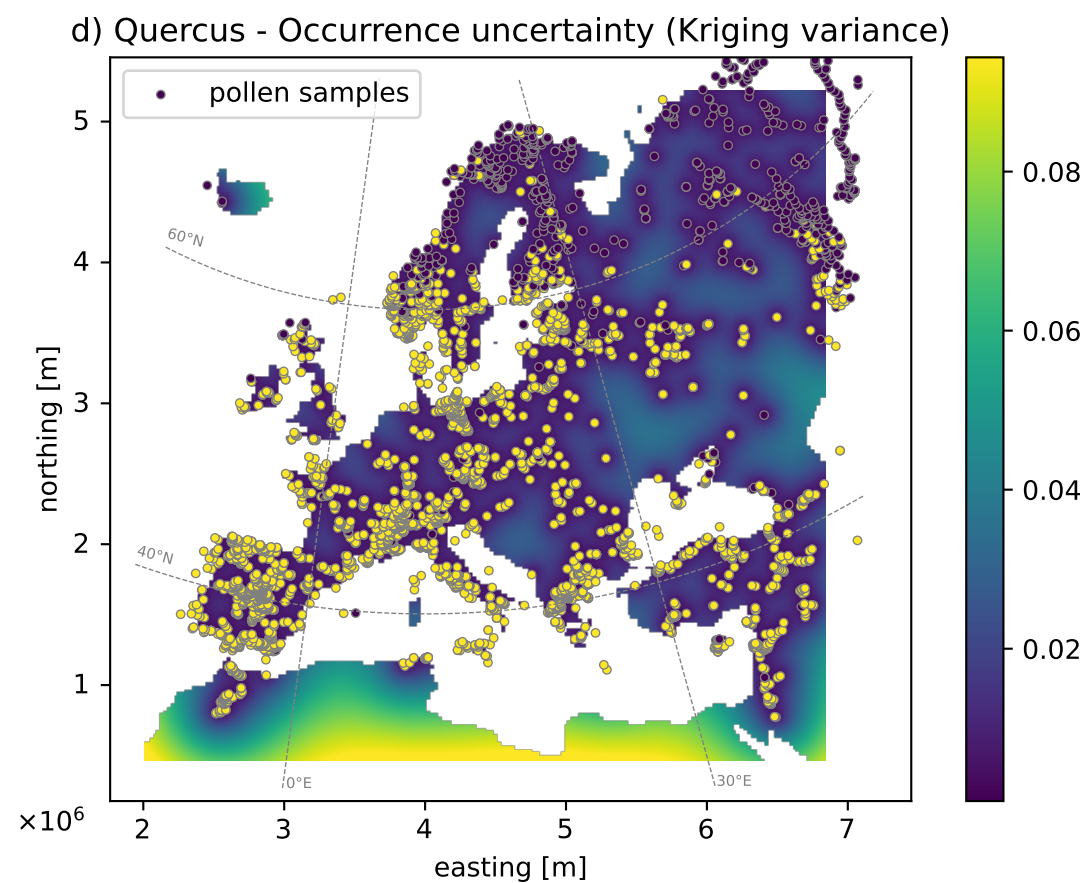 d) Quercus - Occurrence uncertainty (Kriging variance)
pollen samples
5
4
3
2
1
northing [m]
60°N
40°N
0°E
30°E
×10⁶
2 3 4 5 6 7
easting [m]
0.08
0.06
0.04
0.02